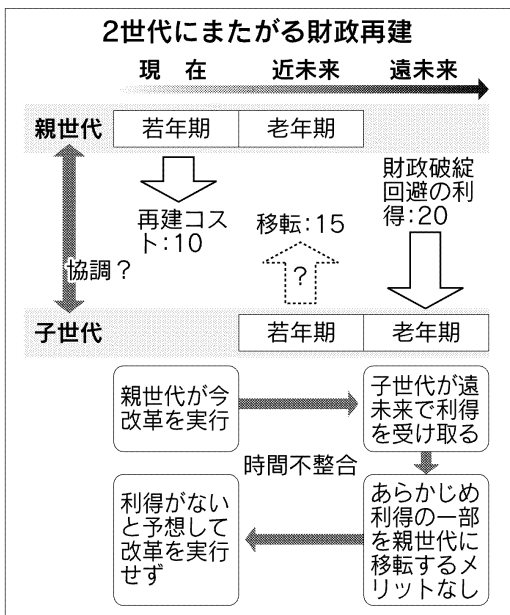 2世代にまたがる財政再建
現　在
近未来
遠未来
親世代
若年期
老年期
再建コス
ト：10
移転：15
財政破綻
回避の利
得：20
協調？
？
子世代
若年期
老年期
親世代が今
改革を実行
子世代が遠
未来で利得
を受け取る
時間不整合
利得がない
と予想して
改革を実行
せず
あらかじめ
利得の一部
を親世代に
移転するメ
リットなし